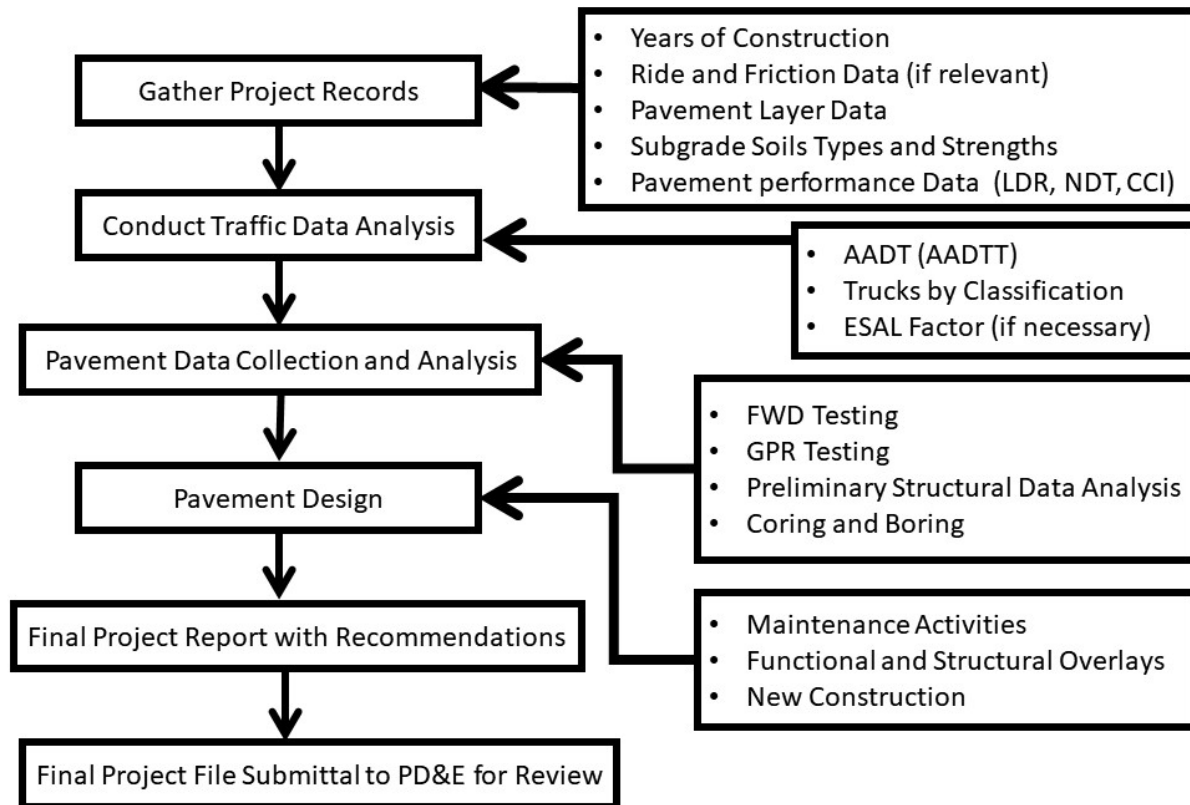 Gather Project Records
• Years of Construction
• Ride and Friction Data (if relevant)
• Pavement Layer Data
• Subgrade Soils Types and Strengths
• Pavement performance Data (LDR, NDT, CCI)
Conduct Traffic Data Analysis
• AADT (AADTT)
• Trucks by Classification
• ESAL Factor (if necessary)
Pavement Data Collection and Analysis
• FWD Testing
• GPR Testing
• Preliminary Structural Data Analysis
• Coring and Boring
Pavement Design
• Maintenance Activities
• Functional and Structural Overlays
• New Construction
Final Project Report with Recommendations
Final Project File Submittal to PD&E for Review